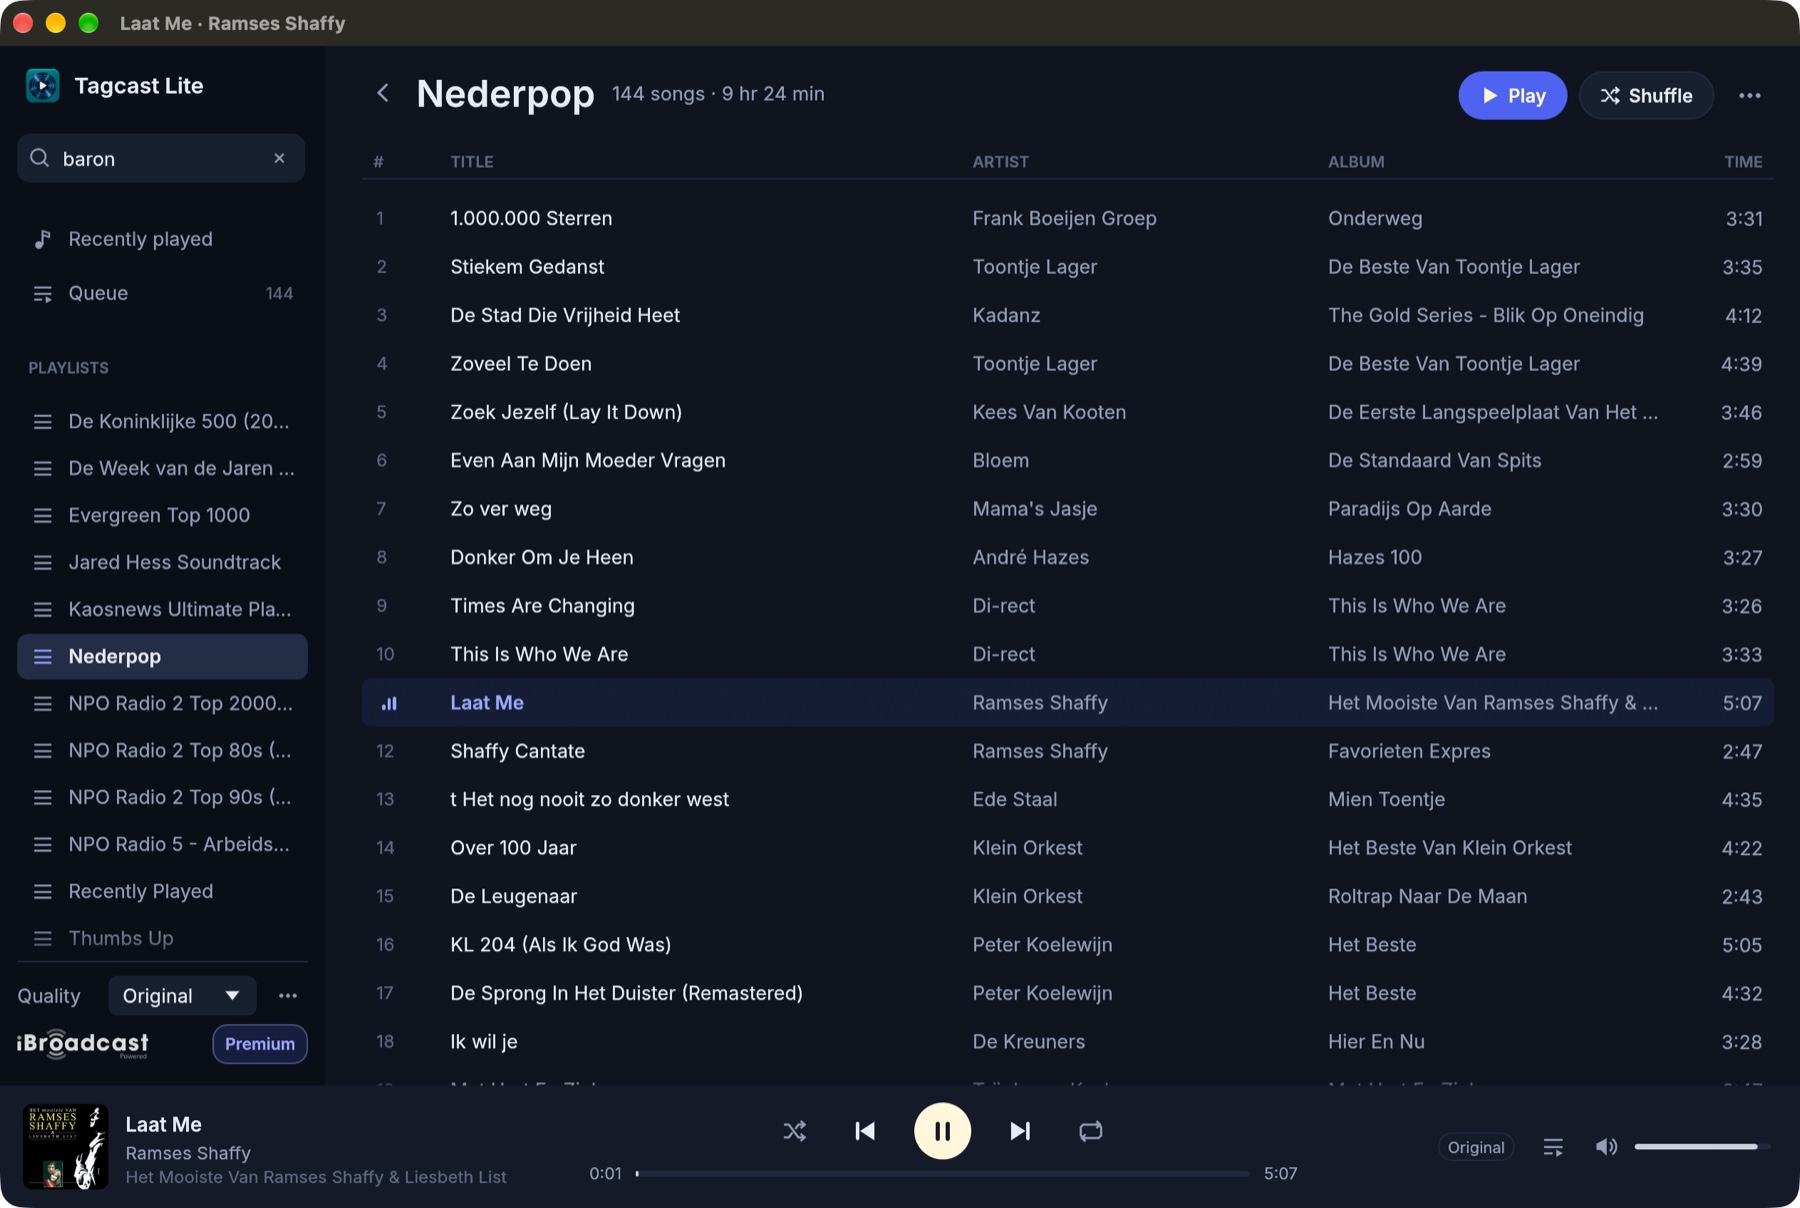 Laat Me · Ramses Shaffy
Tagcast Lite
baron
Recently played
Queue 144
PLAYLISTS
De Koninklijke 500 (20...
De Week van de Jaren ...
Evergreen Top 1000
Jared Hess Soundtrack
Kaosnews Ultimate Pla...
Nederpop
NPO Radio 2 Top 2000...
NPO Radio 2 Top 80s (...
NPO Radio 2 Top 90s (...
NPO Radio 5 - Arbeids...
Recently Played
Thumbs Up
Quality Original
iBroadcast
Powered
Premium
Nederpop 144 songs · 9 hr 24 min
Play Shuffle
# TITLE ARTIST ALBUM TIME
1 1.000.000 Sterren Frank Boeijen Groep Onderweg 3:31
2 Stiekem Gedanst Toontje Lager De Beste Van Toontje Lager 3:35
3 De Stad Die Vrijheid Heet Kadanz The Gold Series - Blik Op Oneindig 4:12
4 Zoveel Te Doen Toontje Lager De Beste Van Toontje Lager 4:39
5 Zoek Jezelf (Lay It Down) Kees Van Kooten De Eerste Langspeelplaat Van Het ... 3:46
6 Even Aan Mijn Moeder Vragen Bloem De Standaard Van Spits 2:59
7 Zo ver weg Mama's Jasje Paradijs Op Aarde 3:30
8 Donker Om Je Heen André Hazes Hazes 100 3:27
9 Times Are Changing Di-rect This Is Who We Are 3:26
10 This Is Who We Are Di-rect This Is Who We Are 3:33
Laat Me Ramses Shaffy Het Mooiste Van Ramses Shaffy & ... 5:07
12 Shaffy Cantate Ramses Shaffy Favorieten Expres 2:47
13 t Het nog nooit zo donker west Ede Staal Mien Toentje 4:35
14 Over 100 Jaar Klein Orkest Het Beste Van Klein Orkest 4:22
15 De Leugenaar Klein Orkest Roltrap Naar De Maan 2:43
16 KL 204 (Als Ik God Was) Peter Koelewijn Het Beste 5:05
17 De Sprong In Het Duister (Remastered) Peter Koelewijn Het Beste 4:32
18 Ik wil je De Kreuners Hier En Nu 3:28
HET mooiste VAN
RAMSES
SHAFFY
&
LIESBETH LIST
Laat Me
Ramses Shaffy
Het Mooiste Van Ramses Shaffy & Liesbeth List
0:01 5:07
Original